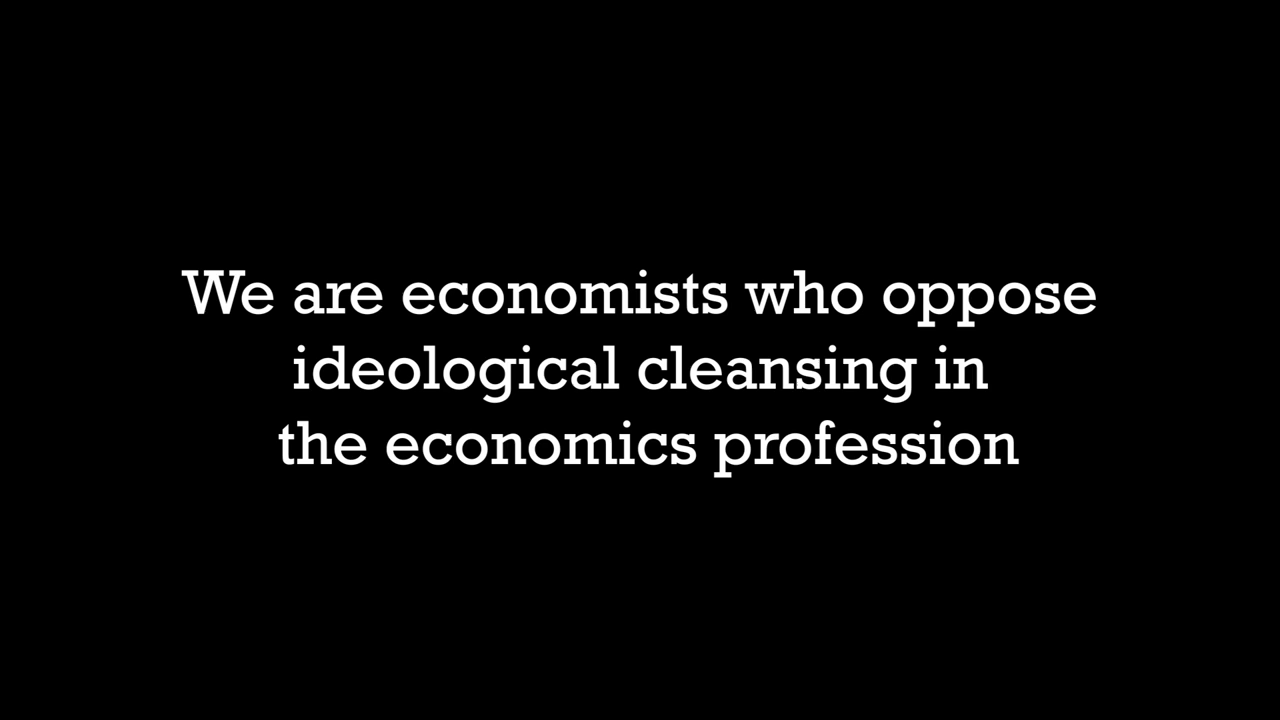 We are economists who oppose
ideological cleansing in
the economics profession